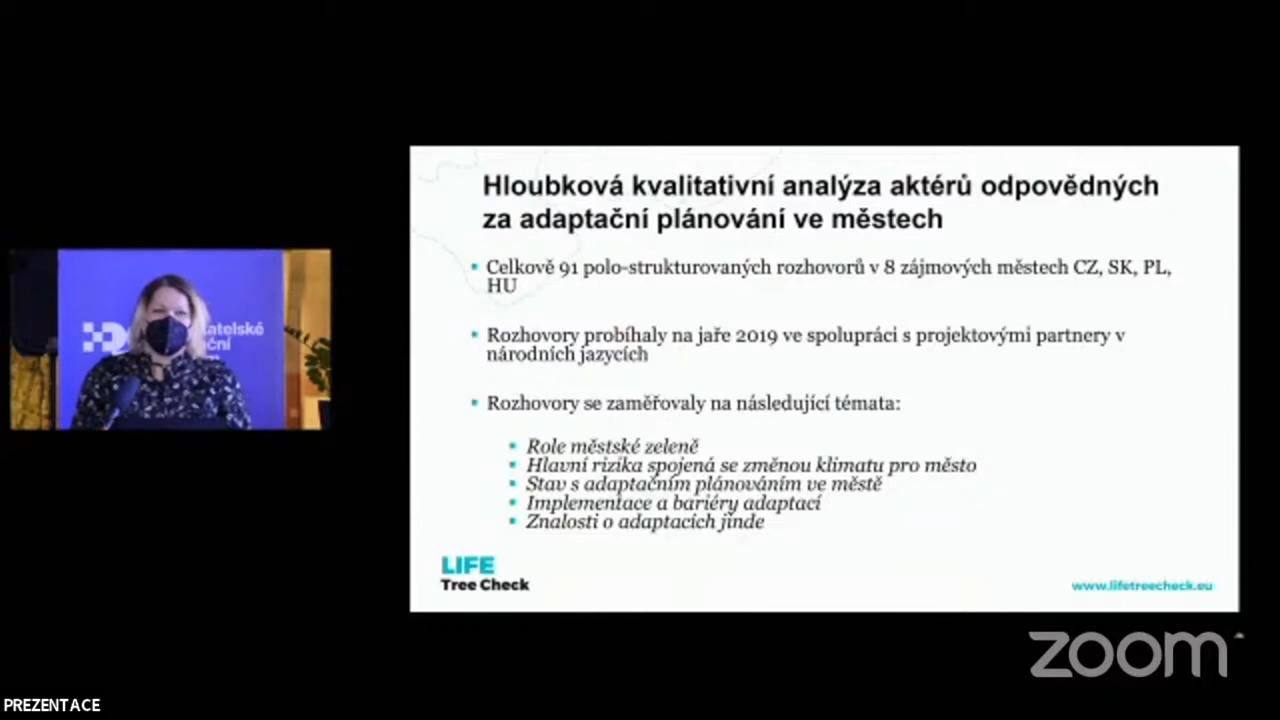 Hloubková kvalitativní analýza aktérů odpovědných
za adaptační plánování ve městech
Celkově 91 polo-strukturovaných rozhovorů v 8 zájmových městech CZ, SK, PL,
HU
Rozhovory probíhaly na jaře 2019 ve spolupráci s projektovými partnery v
národních jazycích
Rozhovory se zaměřovaly na následující témata:
Role městské zeleně
Hlavní rizika spojená se změnou klimatu pro město
Stav s adaptačním plánováním ve městě
Implementace a bariéry adaptací
Znalosti o adaptacích jinde
LIFE
Tree Check
www.lifetreecheck.eu
zoom
PREZENTACE